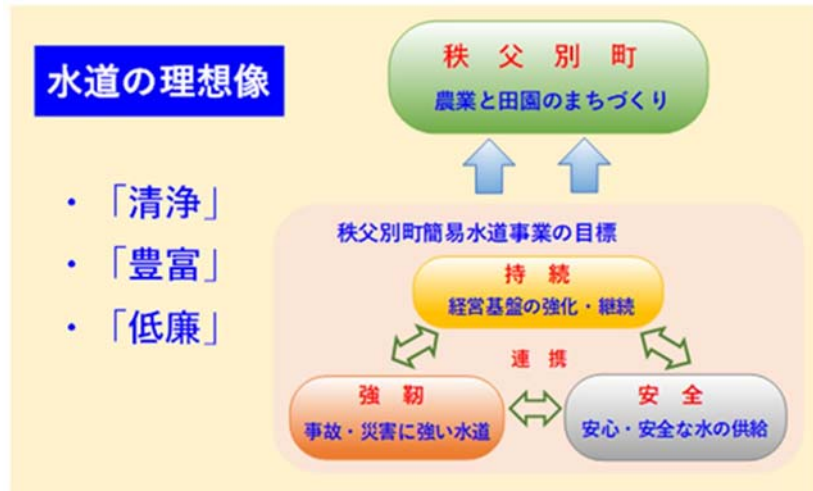 水道の理想像
・「清浄」
・「豊富」
・「低廉」
秩父別町
農業と田園のまちづくり
秩父別町簡易水道事業の目標
持続
経営基盤の強化・継続
連携
強靭
事故・災害に強い水道
安全
安心・安全な水の供給